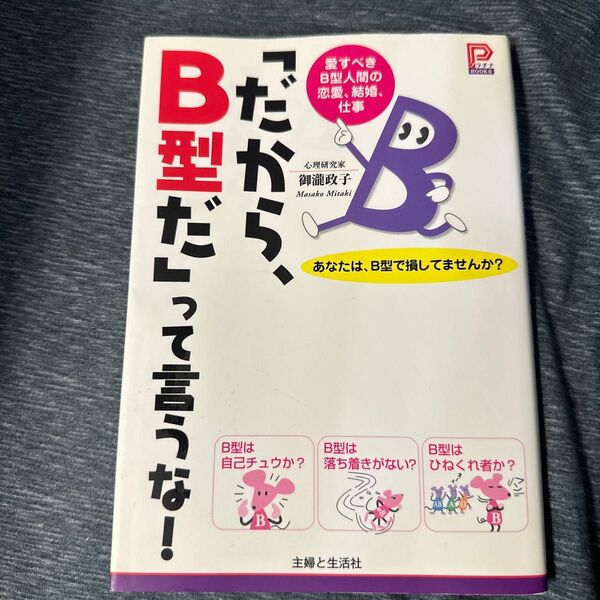 「だから、
B型だ」って言うな!
愛すべき
B型人間の
恋愛、結婚、
仕事
プチチ
BOOKS
心理研究家
御瀧政子
Masako Mitaki
B
あなたは、B型で損してませんか?
B型は
自己チュウか?
B
B型は
落ち着きがない?
B型は
ひねくれ者か?
AB
A
O
B
主婦と生活社